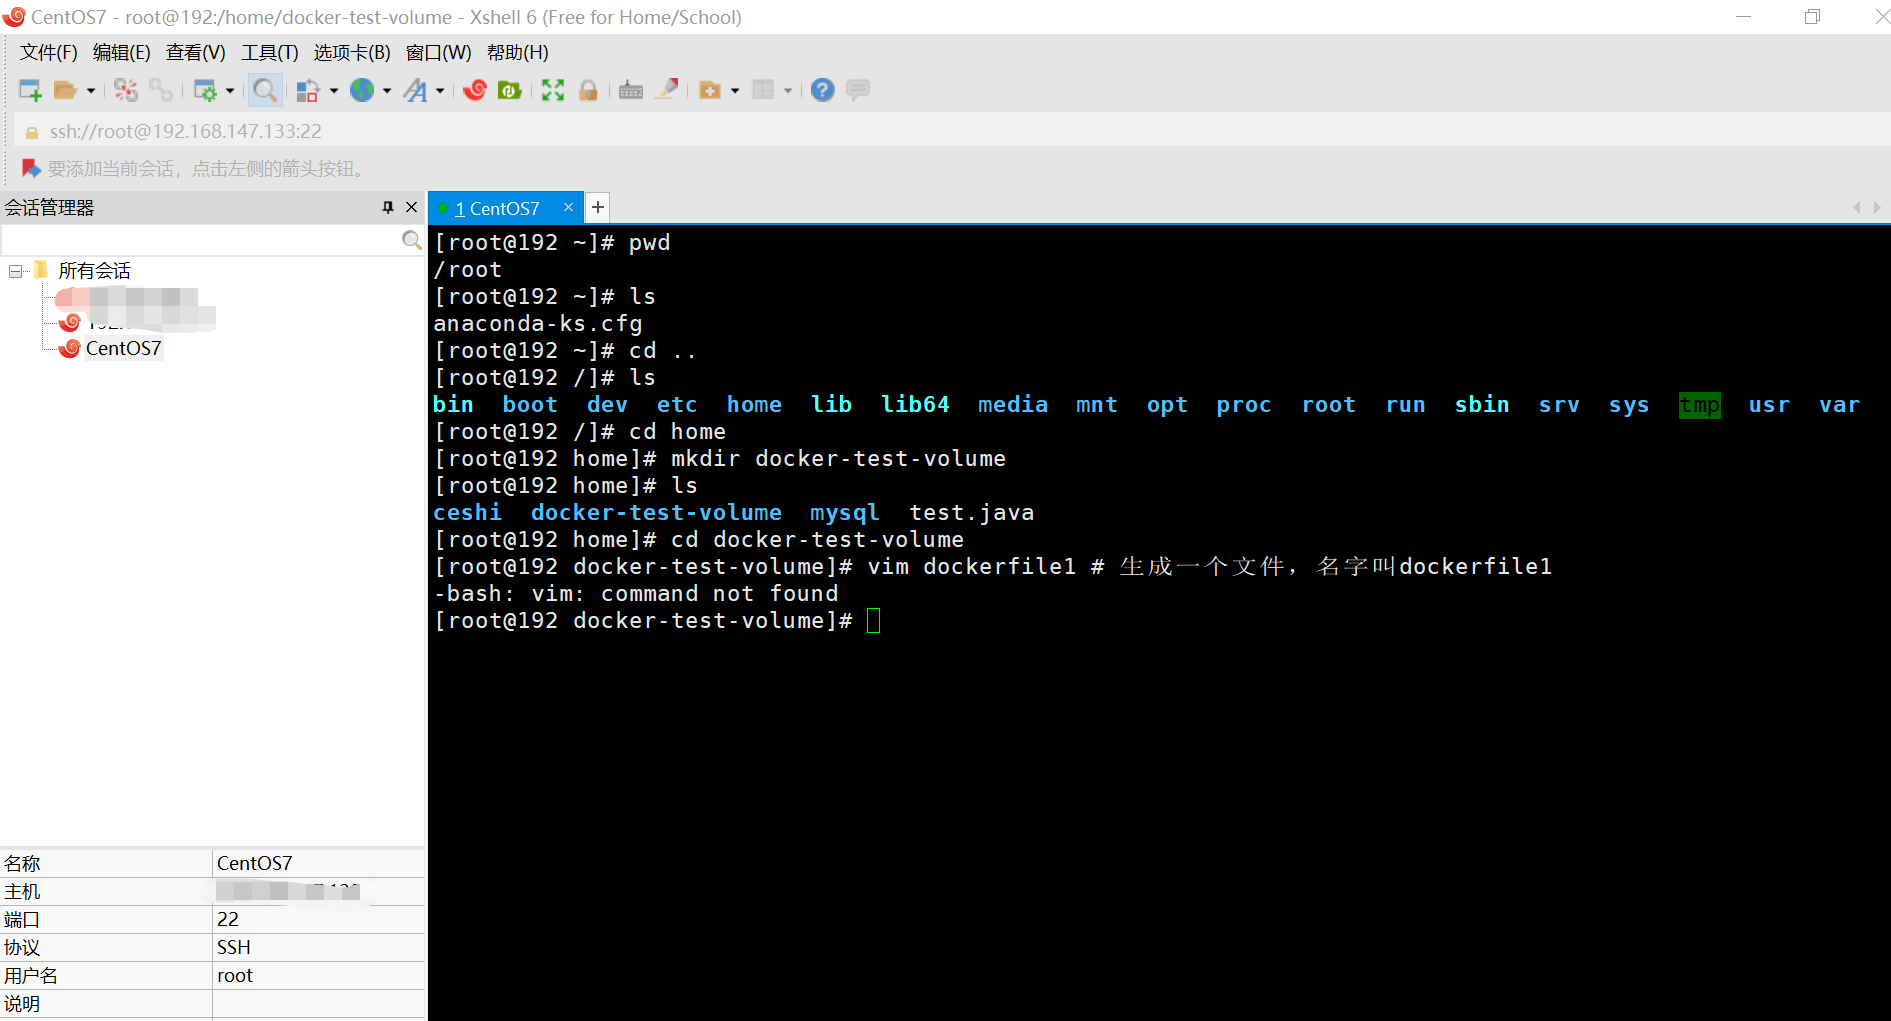 CentOS7 - root@192:/home/docker-test-volume - Xshell 6 (Free for Home/School)
文件(F) 编辑(E) 查看(V) 工具(T) 选项卡(B) 窗口(W) 帮助(H)
ssh://root@192.168.147.133:22
要添加当前会话，点击左侧的箭头按钮。
会话管理器
所有会话
CentOS7
名称 CentOS7
主机
端口 22
协议 SSH
用户名 root
说明
1 CentOS7
[root@192 ~]# pwd
/root
[root@192 ~]# ls
anaconda-ks.cfg
[root@192 ~]# cd ..
[root@192 /]# ls
bin boot dev etc home lib lib64 media mnt opt proc root run sbin srv sys tmp usr var
[root@192 /]# cd home
[root@192 home]# mkdir docker-test-volume
[root@192 home]# ls
ceshi docker-test-volume mysql test.java
[root@192 home]# cd docker-test-volume
[root@192 docker-test-volume]# vim dockerfile1 # 生成一个文件，名字叫dockerfile1
-bash: vim: command not found
[root@192 docker-test-volume]#